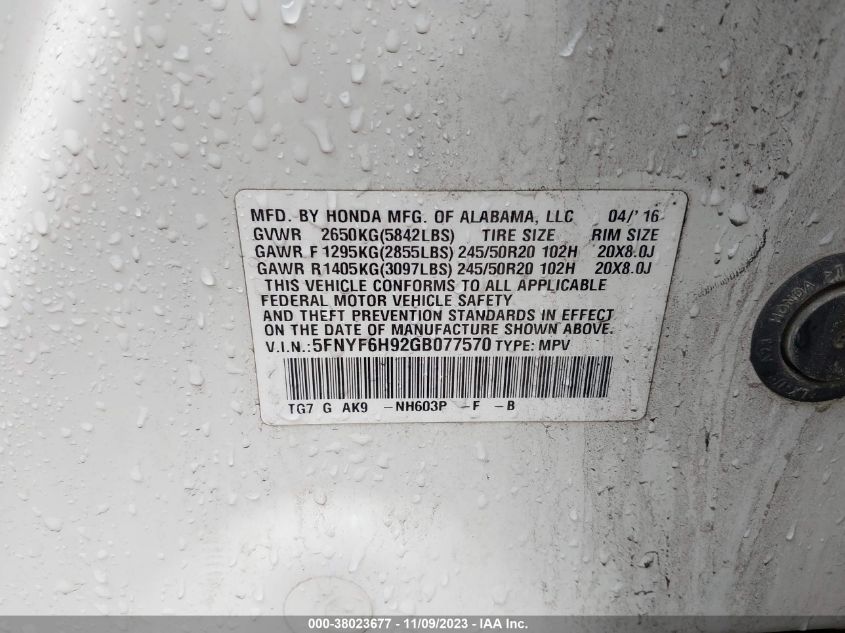 MFD. BY HONDA MFG. OF ALABAMA, LLC 04/'16
GVWR 2650KG(5842LBS) TIRE SIZE RIM SIZE
GAWR F 1295KG(2855LBS) 245/50R20 102H 20X8.0J
GAWR R 1405KG(3097LBS) 245/50R20 102H 20X8.0J
THIS VEHICLE CONFORMS TO ALL APPLICABLE
FEDERAL MOTOR VEHICLE SAFETY
AND THEFT PREVENTION STANDARDS IN EFFECT
ON THE DATE OF MANUFACTURE SHOWN ABOVE.
V.I.N.: 5FNYF6H92GB077570 TYPE: MPV
TG7 G AK9 -NH603P -F -B
HONDA
000-38023677 - 11/09/2023 - IAA Inc.